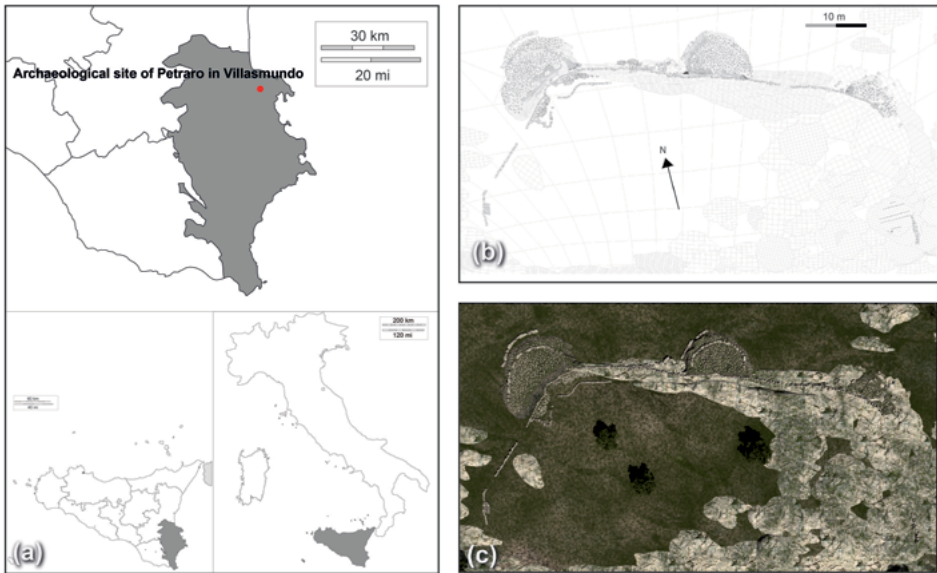 30 km
20 mi
Archaeological site of Petraro in Villasmundo
200 km
120 mi
(a)
10 m
N
(b)
(c)